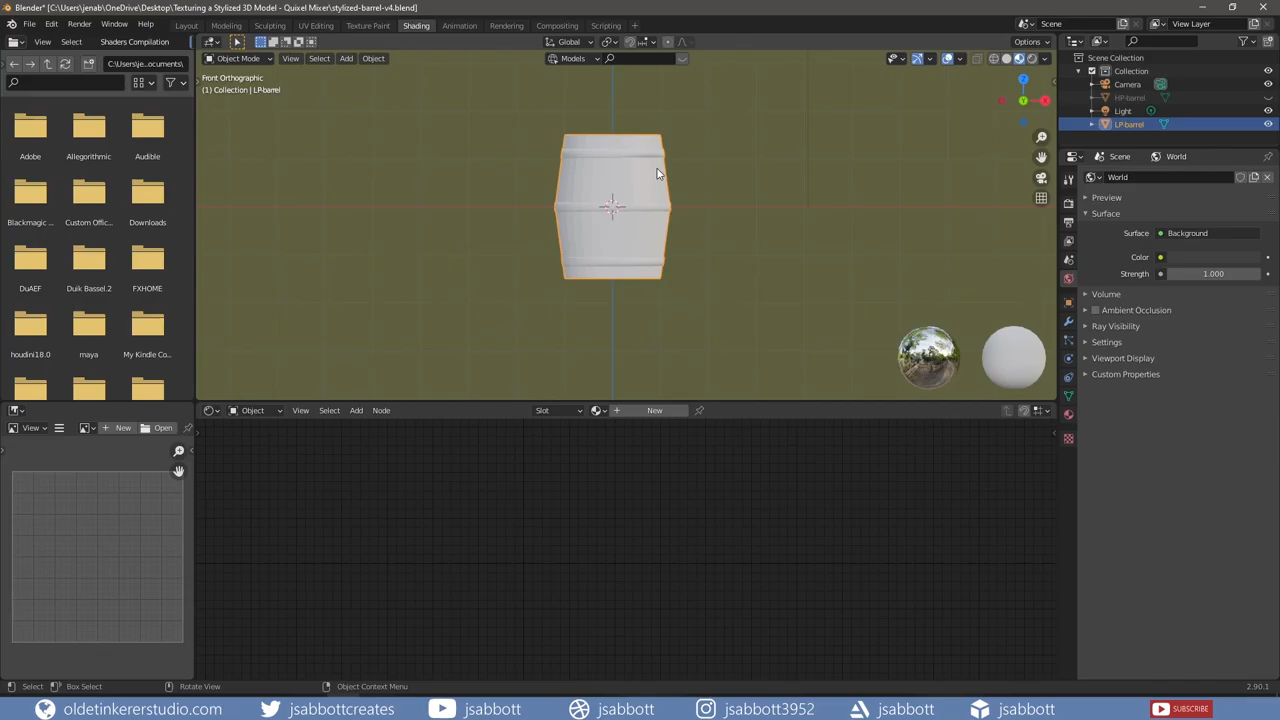 Blender* [C:\Users\jenab\OneDrive\Desktop\Texturing a Stylized 3D Model - Quixel Mixer\stylized-barrel-v4.blend]
File Edit Render Window Help Layout Modeling Sculpting UV Editing Texture Paint Shading Animation Rendering Compositing Scripting Scene View Layer
View Select Shaders Compilation Global Options
C:\Users\je...ocuments\ Object Mode View Select Add Object Models Scene Collection
Collection
Front Orthographic
(1) Collection | LP-barrel
Camera
HP-barrel
Light
LP-barrel
Adobe Allegorithmic Audible
Scene World
World
Preview
Surface
Blackmagic ... Custom Offic... Dymo...
Surface Background
Color
Strength 1.000
DuAEF Duik Bassel.2 FXHOME
Volume
Ambient Occlusion
Ray Visibility
Settings
houdini18.0 maya My Kindle Co...
Viewport Display
Custom Properties
Object View Select Add Node Slot New
View New Open
Select Box Select Rotate View Object Context Menu 2.90.1
oldetinkererstudio.com jsabbottcreates jsabbott jsabbott jsabbott3952 jsabbott jsabbott SUBSCRIBE